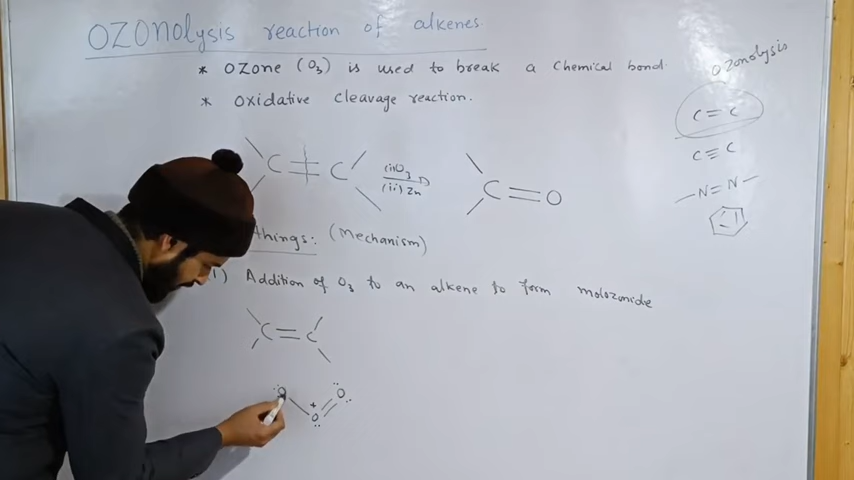 Ozonolysis reaction of alkenes
* Ozone (O₃) is used to break a chemical bond.
* Oxidative cleavage reaction.
Ozonolysis
C = C
C ≡ C
N = N
C = C (i) O₃ (ii) Zn C = O
things: (Mechanism)
1) Addition of O₃ to an alkene to form molozonide
C = C
O O⁺ = O